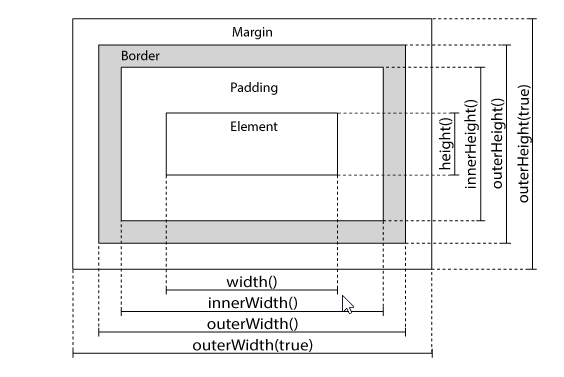 Margin
Border
Padding
Element
height()
innerHeight()
outerHeight()
outerHeight(true)
width()
innerWidth()
outerWidth()
outerWidth(true)